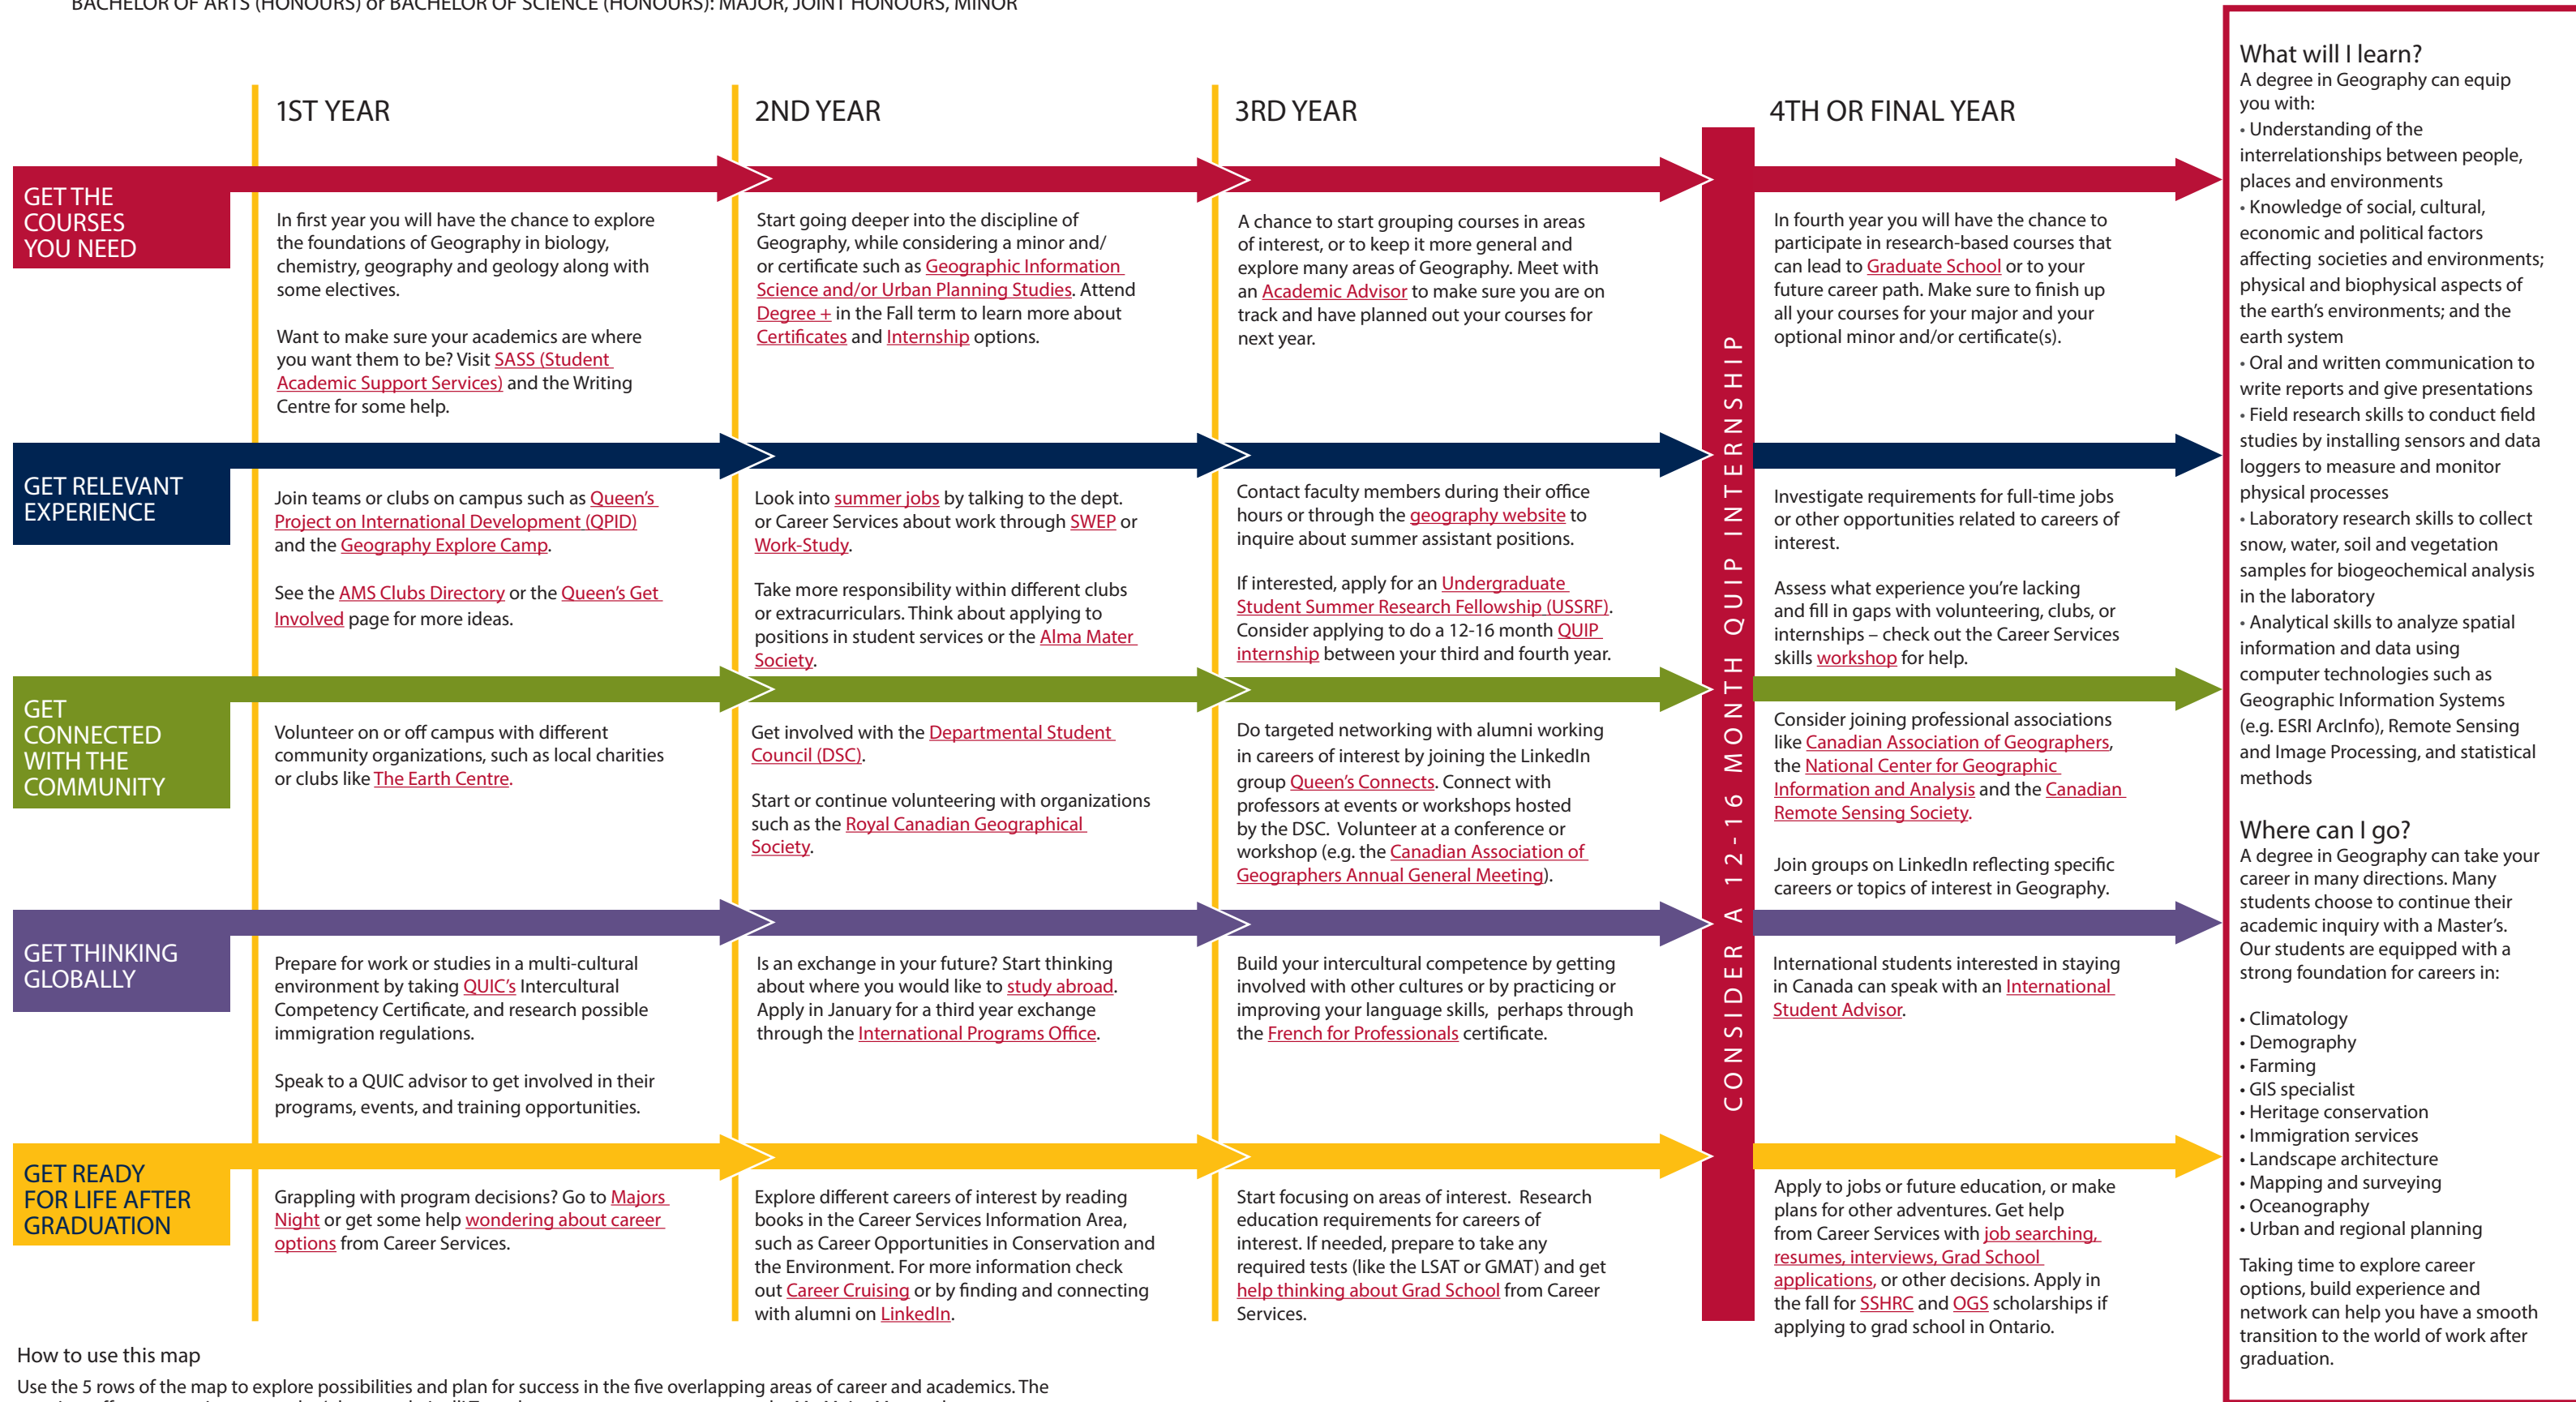 BACHELOR OF ARTS (HONOURS) or BACHELOR OF SCIENCE (HONOURS): MAJOR, JOINT HONOURS, MINOR
1ST YEAR
2ND YEAR
3RD YEAR
4TH OR FINAL YEAR
GET THE
COURSES
YOU NEED
In first year you will have the chance to explore
the foundations of Geography in biology,
chemistry, geography and geology along with
some electives.
Want to make sure your academics are where
you want them to be? Visit SASS (Student
Academic Support Services) and the Writing
Centre for some help.
Start going deeper into the discipline of
Geography, while considering a minor and/
or certificate such as Geographic Information
Science and/or Urban Planning Studies. Attend
Degree + in the Fall term to learn more about
Certificates and Internship options.
A chance to start grouping courses in areas
of interest, or to keep it more general and
explore many areas of Geography. Meet with
an Academic Advisor to make sure you are on
track and have planned out your courses for
next year.
In fourth year you will have the chance to
participate in research-based courses that
can lead to Graduate School or to your
future career path. Make sure to finish up
all your courses for your major and your
optional minor and/or certificate(s).
GET RELEVANT
EXPERIENCE
Join teams or clubs on campus such as Queen's
Project on International Development (QPID)
and the Geography Explore Camp.
See the AMS Clubs Directory or the Queen's Get
Involved page for more ideas.
Look into summer jobs by talking to the dept.
or Career Services about work through SWEP or
Work-Study.
Take more responsibility within different clubs
or extracurriculars. Think about applying to
positions in student services or the Alma Mater
Society.
Contact faculty members during their office
hours or through the geography website to
inquire about summer assistant positions.
If interested, apply for an Undergraduate
Student Summer Research Fellowship (USSRF).
Consider applying to do a 12-16 month QUIP
internship between your third and fourth year.
Investigate requirements for full-time jobs
or other opportunities related to careers of
interest.
Assess what experience you're lacking
and fill in gaps with volunteering, clubs, or
internships – check out the Career Services
skills workshop for help.
GET
CONNECTED
WITH THE
COMMUNITY
Volunteer on or off campus with different
community organizations, such as local charities
or clubs like The Earth Centre.
Get involved with the Departmental Student
Council (DSC).
Start or continue volunteering with organizations
such as the Royal Canadian Geographical
Society.
Do targeted networking with alumni working
in careers of interest by joining the LinkedIn
group Queen's Connects. Connect with
professors at events or workshops hosted
by the DSC. Volunteer at a conference or
workshop (e.g. the Canadian Association of
Geographers Annual General Meeting).
Consider joining professional associations
like Canadian Association of Geographers,
the National Center for Geographic
Information and Analysis and the Canadian
Remote Sensing Society.
Join groups on LinkedIn reflecting specific
careers or topics of interest in Geography.
GET THINKING
GLOBALLY
Prepare for work or studies in a multi-cultural
environment by taking QUIC's Intercultural
Competency Certificate, and research possible
immigration regulations.
Speak to a QUIC advisor to get involved in their
programs, events, and training opportunities.
Is an exchange in your future? Start thinking
about where you would like to study abroad.
Apply in January for a third year exchange
through the International Programs Office.
Build your intercultural competence by getting
involved with other cultures or by practicing or
improving your language skills, perhaps through
the French for Professionals certificate.
International students interested in staying
in Canada can speak with an International
Student Advisor.
GET READY
FOR LIFE AFTER
GRADUATION
Grappling with program decisions? Go to Majors
Night or get some help wondering about career
options from Career Services.
Explore different careers of interest by reading
books in the Career Services Information Area,
such as Career Opportunities in Conservation and
the Environment. For more information check
out Career Cruising or by finding and connecting
with alumni on LinkedIn.
Start focusing on areas of interest. Research
education requirements for careers of
interest. If needed, prepare to take any
required tests (like the LSAT or GMAT) and get
help thinking about Grad School from Career
Services.
Apply to jobs or future education, or make
plans for other adventures. Get help
from Career Services with job searching,
resumes, interviews, Grad School
applications, or other decisions. Apply in
the fall for SSHRC and OGS scholarships if
applying to grad school in Ontario.
CONSIDER A 12-16 MONTH QUIP INTERNSHIP
What will I learn?
A degree in Geography can equip
you with:
• Understanding of the
interrelationships between people,
places and environments
• Knowledge of social, cultural,
economic and political factors
affecting societies and environments;
physical and biophysical aspects of
the earth's environments; and the
earth system
• Oral and written communication to
write reports and give presentations
• Field research skills to conduct field
studies by installing sensors and data
loggers to measure and monitor
physical processes
• Laboratory research skills to collect
snow, water, soil and vegetation
samples for biogeochemical analysis
in the laboratory
• Analytical skills to analyze spatial
information and data using
computer technologies such as
Geographic Information Systems
(e.g. ESRI ArcInfo), Remote Sensing
and Image Processing, and statistical
methods
Where can I go?
A degree in Geography can take your
career in many directions. Many
students choose to continue their
academic inquiry with a Master's.
Our students are equipped with a
strong foundation for careers in:
• Climatology
• Demography
• Farming
• GIS specialist
• Heritage conservation
• Immigration services
• Landscape architecture
• Mapping and surveying
• Oceanography
• Urban and regional planning
Taking time to explore career
options, build experience and
network can help you have a smooth
transition to the world of work after
graduation.
How to use this map
Use the 5 rows of the map to explore possibilities and plan for success in the five overlapping areas of career and academics. The